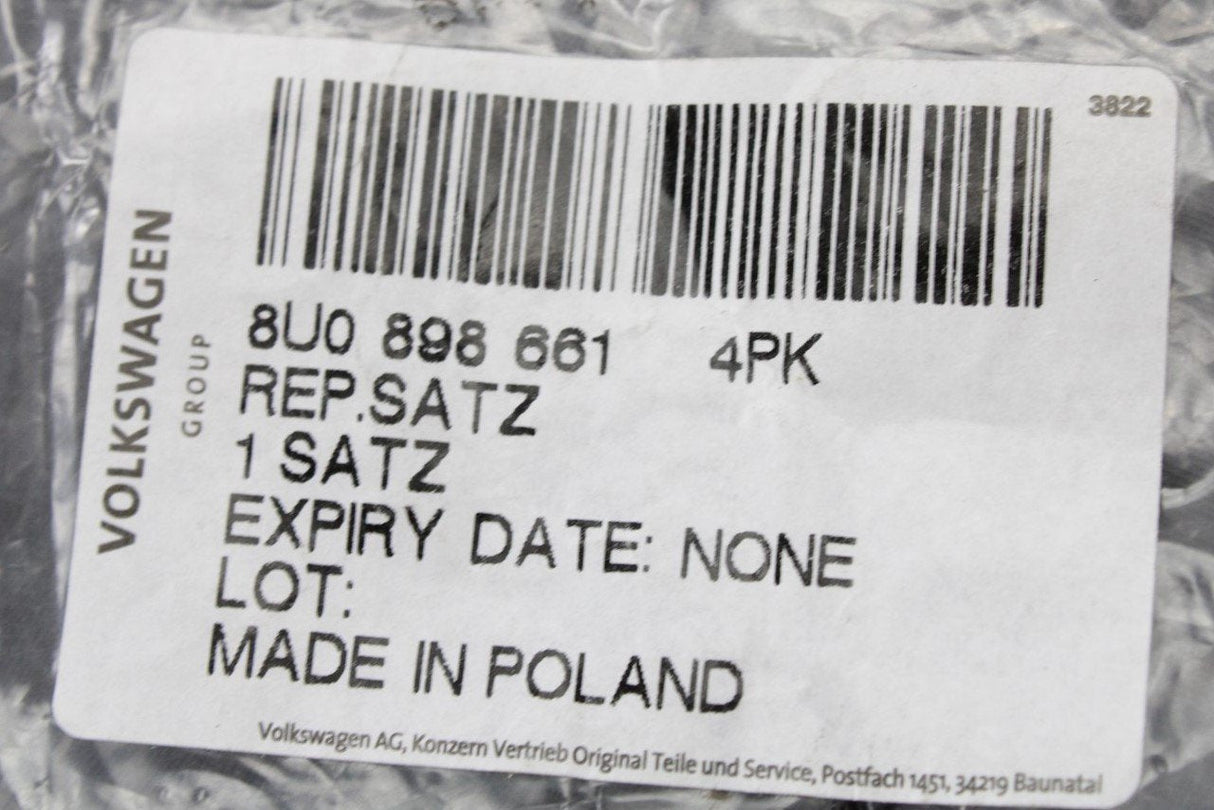 3822
VOLKSWAGEN
GROUP
8U0 898 661 4PK
REP.SATZ
1 SATZ
EXPIRY DATE: NONE
LOT:
MADE IN POLAND
Volkswagen AG, Konzern Vertrieb Original Teile und Service, Postfach 1451, 34219 Baunatal